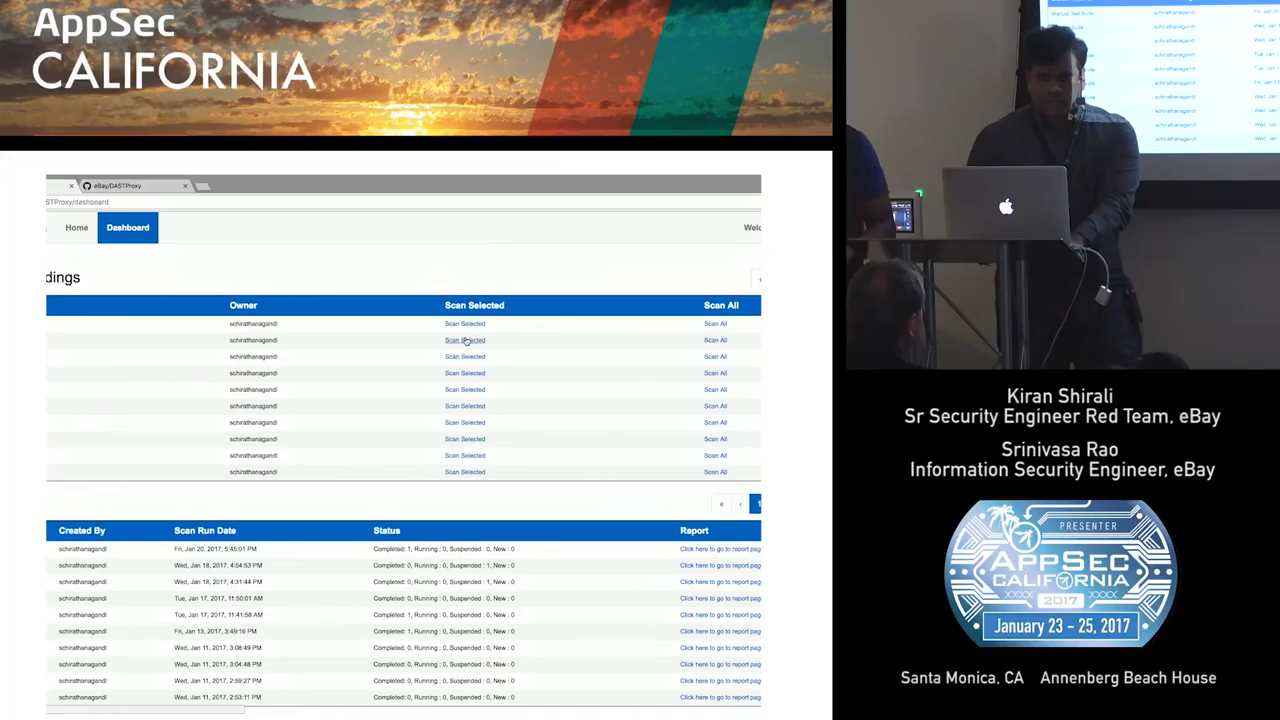 AppSec
CALIFORNIA
eBay/DASTProxy
STProxy/dashboard
Home
Dashboard
Welc
dings
Owner
Scan Selected
Scan All
schirathanagandl
Scan Selected
Scan All
schirathanagandl
Scan Selected
Scan All
schirathanagandl
Scan Selected
Scan All
schirathanagandl
Scan Selected
Scan All
schirathanagandl
Scan Selected
Scan All
schirathanagandl
Scan Selected
Scan All
schirathanagandl
Scan Selected
Scan All
schirathanagandl
Scan Selected
Scan All
schirathanagandl
Scan Selected
Scan All
schirathanagandl
Scan Selected
Scan All
« ‹ 1
Created By
Scan Run Date
Status
Report
schirathanagandl
Fri, Jan 20, 2017, 5:45:01 PM
Completed: 1, Running : 0, Suspended : 0, New : 0
Click here to go to report pag
schirathanagandl
Wed, Jan 18, 2017, 4:54:53 PM
Completed: 0, Running : 0, Suspended : 1, New : 0
Click here to go to report pag
schirathanagandl
Wed, Jan 18, 2017, 4:31:44 PM
Completed: 0, Running : 0, Suspended : 1, New : 0
Click here to go to report pag
schirathanagandl
Tue, Jan 17, 2017, 11:50:01 AM
Completed: 0, Running : 0, Suspended : 0, New : 0
Click here to go to report pag
schirathanagandl
Tue, Jan 17, 2017, 11:41:58 AM
Completed: 1, Running : 0, Suspended : 0, New : 0
Click here to go to report pag
schirathanagandl
Fri, Jan 13, 2017, 3:49:16 PM
Completed: 1, Running : 0, Suspended : 0, New : 0
Click here to go to report pag
schirathanagandl
Wed, Jan 11, 2017, 3:08:49 PM
Completed: 0, Running : 0, Suspended : 0, New : 0
Click here to go to report pag
schirathanagandl
Wed, Jan 11, 2017, 3:04:48 PM
Completed: 0, Running : 0, Suspended : 0, New : 0
Click here to go to report pag
schirathanagandl
Wed, Jan 11, 2017, 2:59:27 PM
Completed: 0, Running : 0, Suspended : 0, New : 0
Click here to go to report pag
schirathanagandl
Wed, Jan 11, 2017, 2:53:11 PM
Completed: 0, Running : 0, Suspended : 0, New : 0
Click here to go to report pag
Manual Test Suite
schirathanagandl
Kiran Shirali
Sr Security Engineer Red Team, eBay
Srinivasa Rao
Information Security Engineer, eBay
PRESENTER
APPSEC
CALIFORNIA
2017
January 23 - 25, 2017
Santa Monica, CA Annenberg Beach House